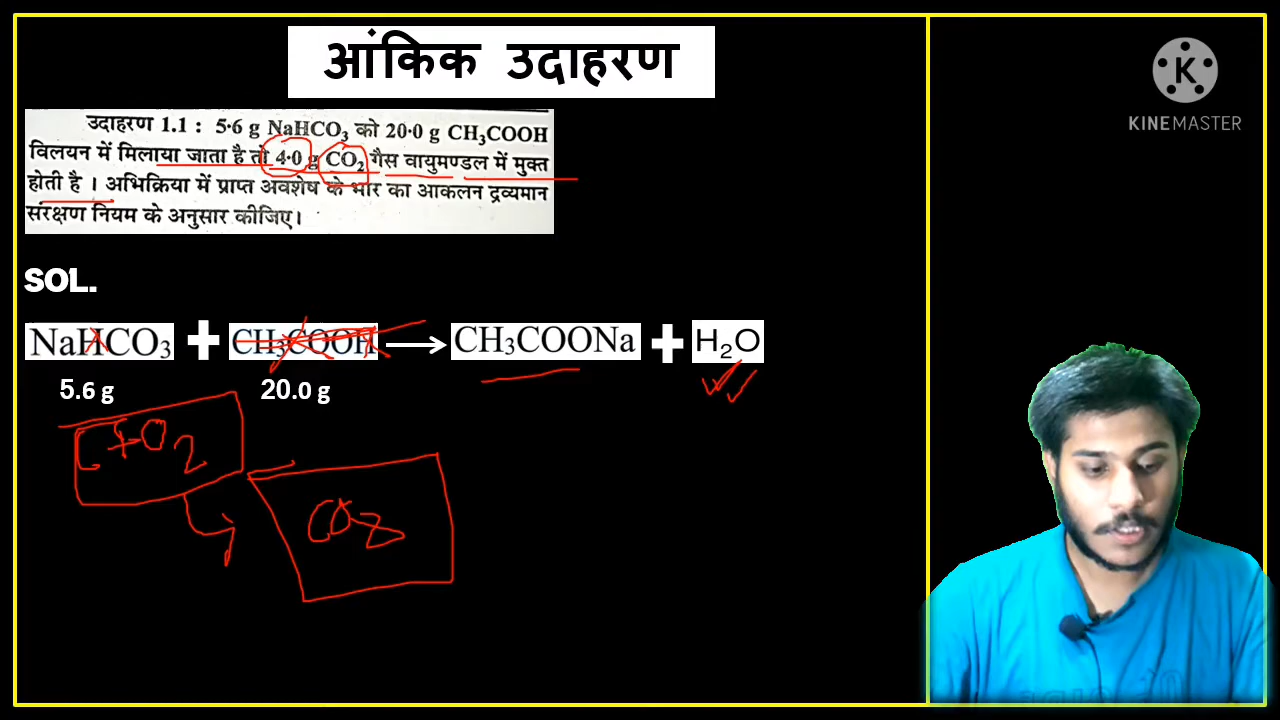 आंकिक उदाहरण
KINEMASTER
उदाहरण 1.1 : 5·6 g NaHCO₃ को 20·0 g CH₃COOH
विलयन में मिलाया जाता है तो 4·0 g CO₂ गैस वायुमण्डल में मुक्त
होती है । अभिक्रिया में प्राप्त अवशेष के भार का आकलन द्रव्यमान
संरक्षण नियम के अनुसार कीजिए।
SOL.
NaHCO₃ + CH₃COOH → CH₃COONa + H₂O
5.6 g 20.0 g
C+O₂
CO₂